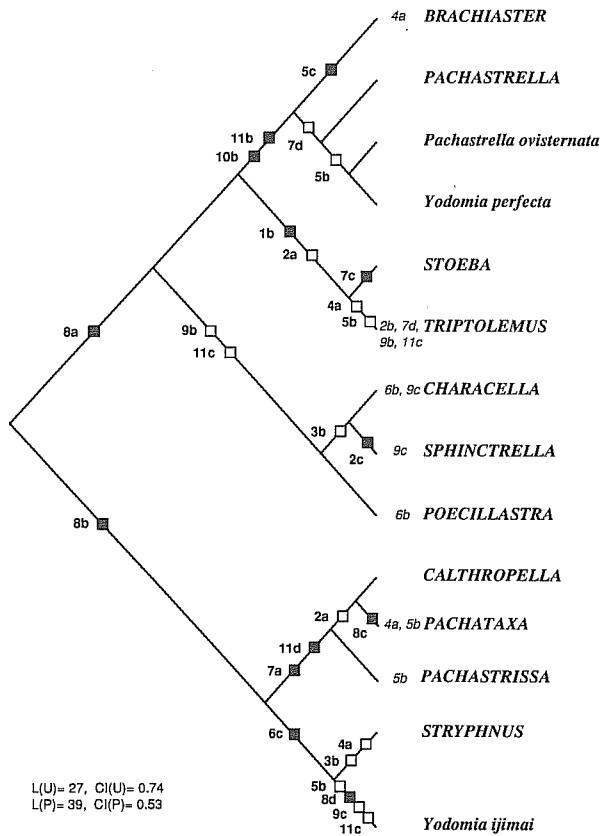 4a BRACHIASTER
5c
PACHASTRELLA
11b
10b
7d
Pachastrella ovisternata
5b
Yodomia perfecta
1b
2a
7c
STOEBA
4a
5b
2b, 7d, TRIPTOLEMUS
9b, 11c
8a
9b
11c
6b, 9c CHARACELLA
3b
2c
9c SPHINCTRELLA
6b POECILLASTRA
8b
CALTHROPELLA
2a
8c
4a, 5b PACHATAXA
11d
7a
5b PACHASTRISSA
6c
STRYPHNUS
4a
3b
5b
8d
9c
11c
Yodomia ijimai
L(U)= 27, CI(U)= 0.74
L(P)= 39, CI(P)= 0.53